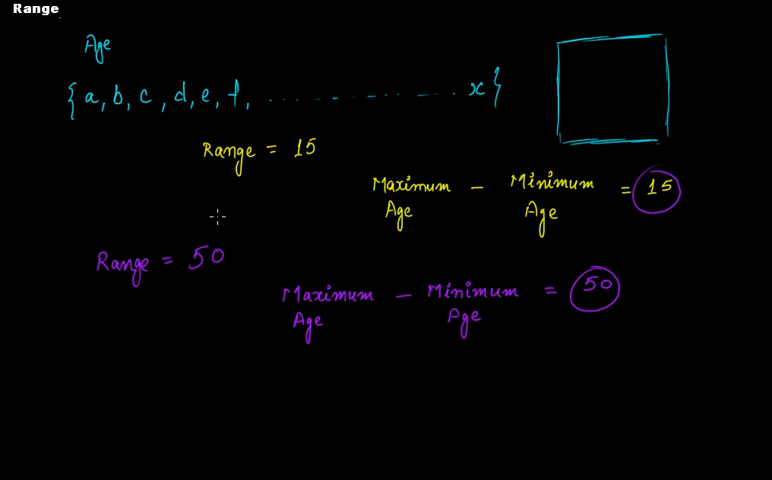 Range
Age
{a, b, c, d, e, f, ................ x}
Range = 15
Maximum Age - Minimum Age = 15
Range = 50
Maximum Age - Minimum Age = 50